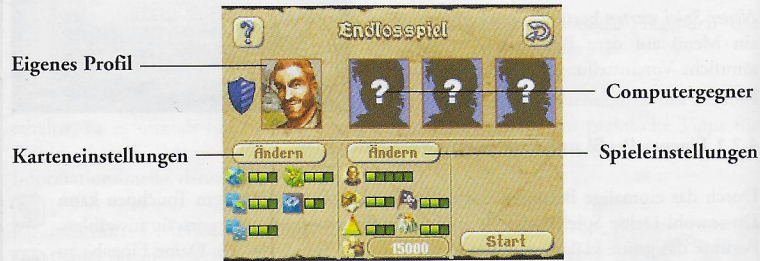 ?
Endlosspiel
Eigenes Profil
? ? ?
Computergegner
Karteneinstellungen
Ändern
Ändern
Spieleinstellungen
15000
Start